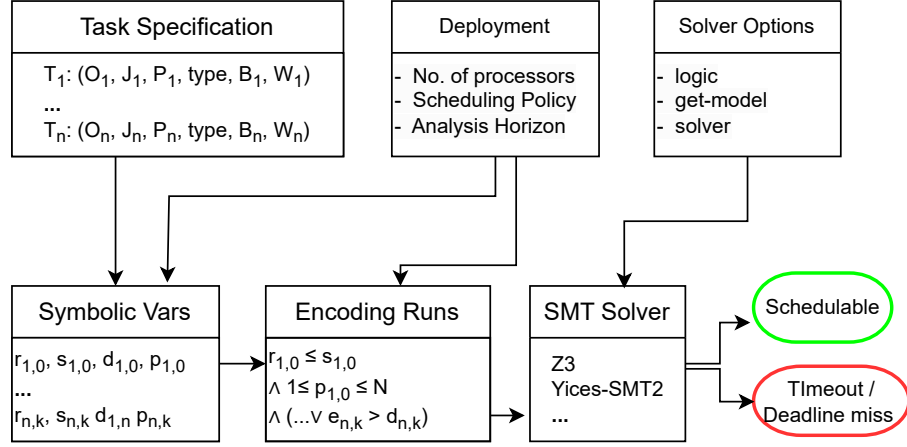 Task Specification
T₁: (O₁, J₁, P₁, type, B₁, W₁)
...
Tₙ: (Oₙ, Jₙ, Pₙ, type, Bₙ, Wₙ)
Deployment
- No. of processors
- Scheduling Policy
- Analysis Horizon
Solver Options
- logic
- get-model
- solver
Symbolic Vars
r₁,₀, s₁,₀, d₁,₀, p₁,₀
...
rₙ,ₖ, sₙ,ₖ d₁,ₙ pₙ,ₖ
Encoding Runs
r₁,₀ ≤ s₁,₀
∧ 1≤ p₁,₀ ≤ N
∧ (...∨ eₙ,ₖ > dₙ,ₖ)
SMT Solver
Z3
Yices-SMT2
...
Schedulable
TImeout /
Deadline miss